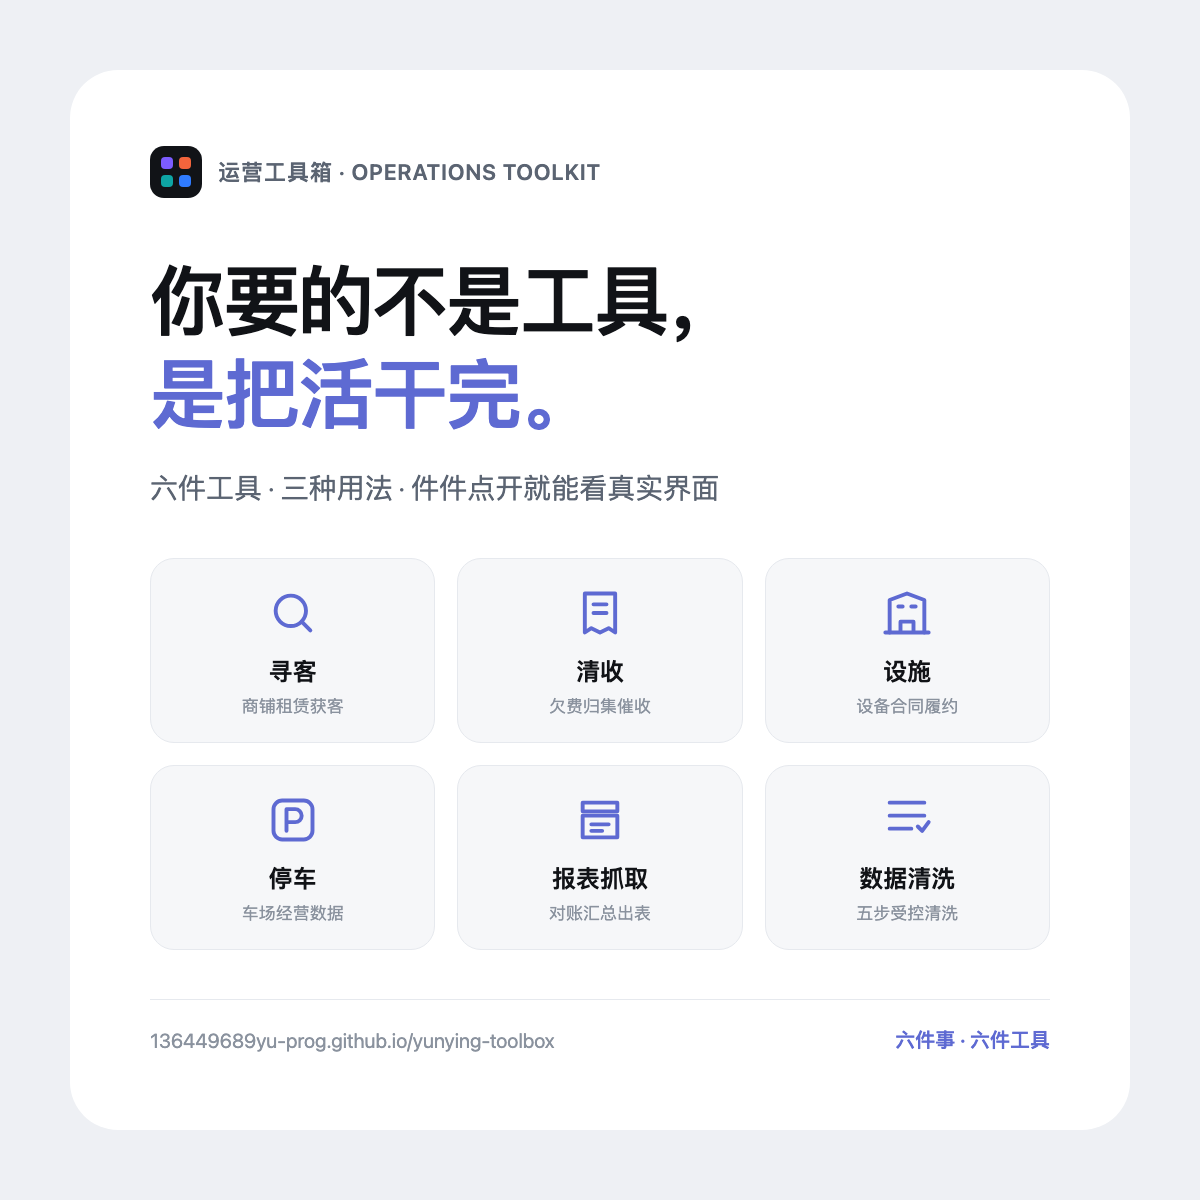 运营工具箱 · OPERATIONS TOOLKIT
你要的不是工具，
是把活干完。
六件工具 · 三种用法 · 件件点开就能看真实界面
寻客
商铺租赁获客
清收
欠费归集催收
设施
设备合同履约
P
停车
车场经营数据
报表抓取
对账汇总出表
数据清洗
五步受控清洗
136449689yu-prog.github.io/yunying-toolbox
六件事 · 六件工具